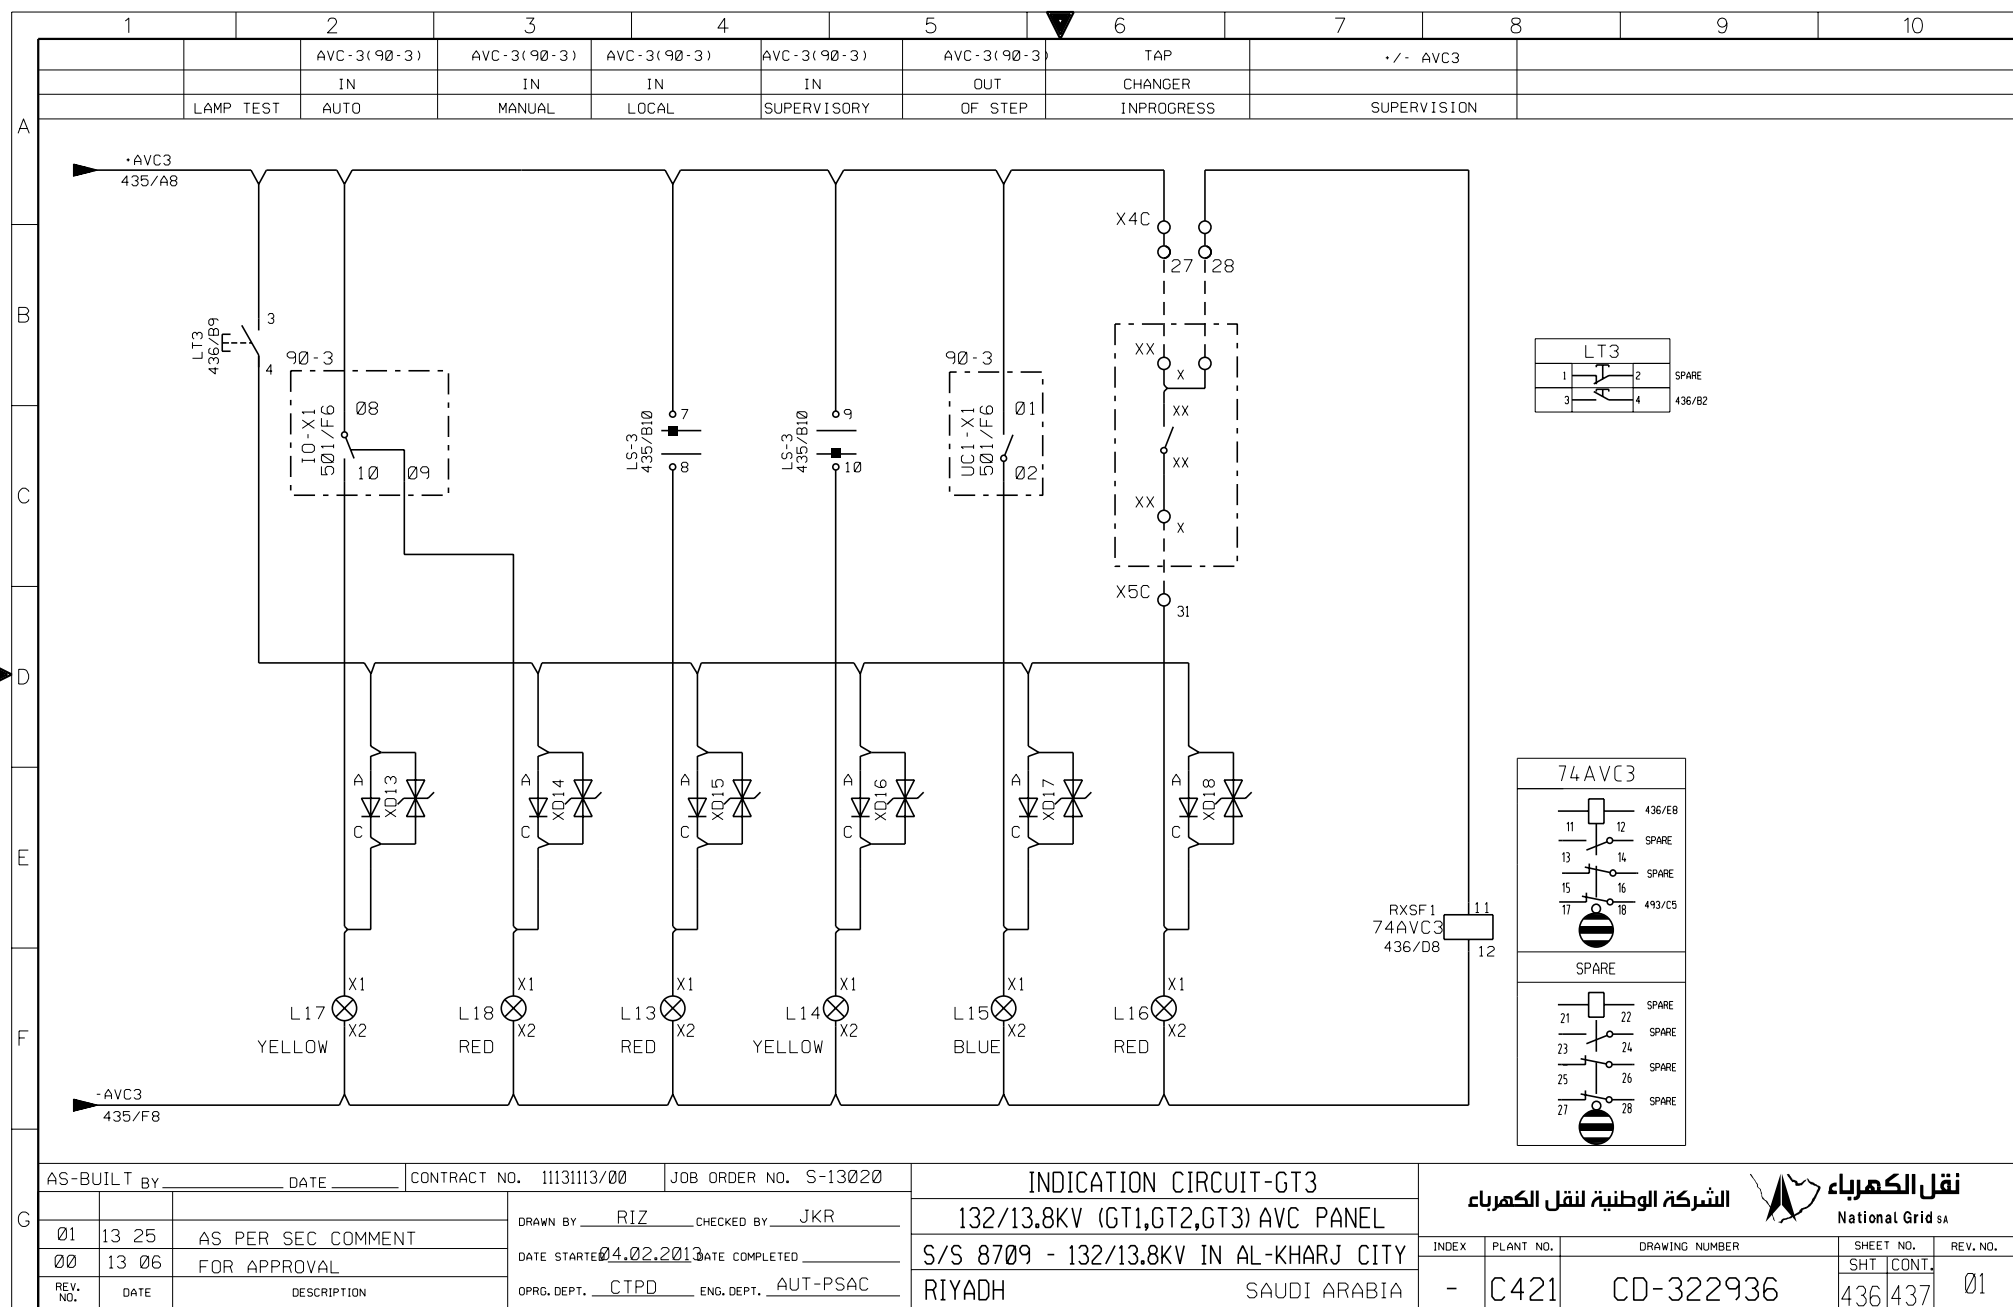 1 2 3 4 5 6 7 8 9 10
AVC-3(90-3) AVC-3(90-3) AVC-3(90-3) AVC-3(90-3) AVC-3(90-3) TAP +/- AVC3
IN IN IN IN OUT CHANGER
LAMP TEST AUTO MANUAL LOCAL SUPERVISORY OF STEP INPROGRESS SUPERVISION
A
+AVC3
435/A8
X4C
27 28
B
LT3
436/B9
3
4
90-3
IO-X1
501/F6
08
10 09
LS-3
435/B10
7
8
LS-3
435/B10
9
10
90-3
UC1-X1
501/F6
01
02
XX
X
XX
XX
XX
X
X5C
31
LT3
1 2 SPARE
3 4 436/B2
C
D
A XD13 A XD14 A XD15 A XD16 A XD17 A XD18
C C C C C C
E
74AVC3
436/E8
11 12
SPARE
13 14
SPARE
15 16
493/C5
17 18
SPARE
SPARE
21 22
SPARE
23 24
SPARE
25 26
SPARE
27 28
RXSF1 11
74AVC3
436/D8 12
X1 X1 X1 X1 X1 X1
L17 L18 L13 L14 L15 L16
X2 X2 X2 X2 X2 X2
YELLOW RED RED YELLOW BLUE RED
F
-AVC3
435/F8
G
AS-BUILT BY DATE CONTRACT NO. 11131113/00 JOB ORDER NO. S-13020
01 13 25 AS PER SEC COMMENT
00 13 06 FOR APPROVAL
REV. NO. DATE DESCRIPTION
DRAWN BY RIZ CHECKED BY JKR
DATE STARTED 04.02.2013 DATE COMPLETED
OPRG. DEPT. CTPD ENG. DEPT. AUT-PSAC
INDICATION CIRCUIT-GT3
132/13.8KV (GT1,GT2,GT3) AVC PANEL
S/S 8709 - 132/13.8KV IN AL-KHARJ CITY
RIYADH SAUDI ARABIA
الشركة الوطنية لنقل الكهرباء
نقل الكهرباء
National Grid SA
INDEX PLANT NO. DRAWING NUMBER SHEET NO. REV. NO.
SHT CONT.
- C421 CD-322936 436 437 01